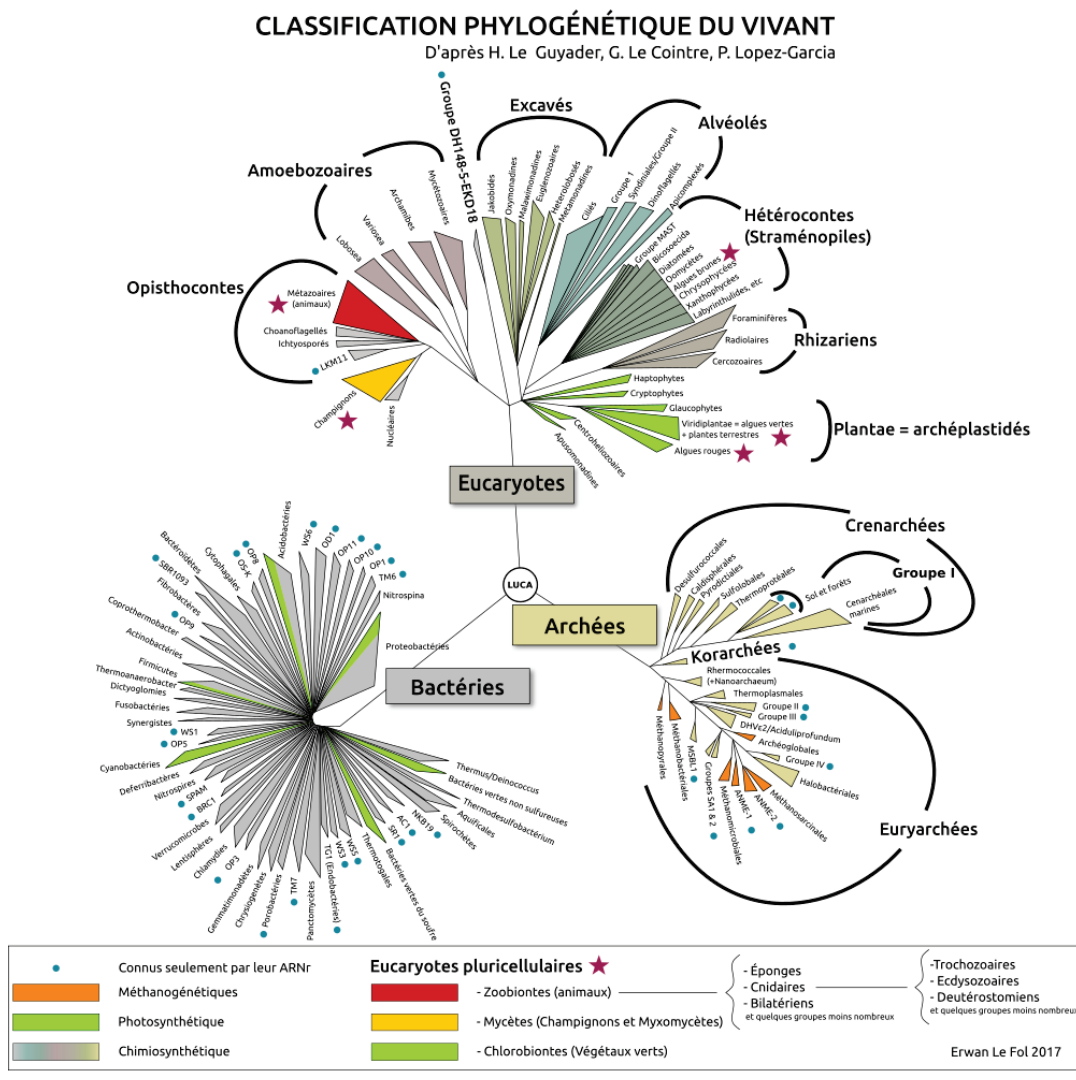 CLASSIFICATION PHYLOGÉNÉTIQUE DU VIVANT
D'après H. Le Guyader, G. Le Cointre, P. Lopez-Garcia
Opisthocontes
Amoebozoaires
Groupe DH148-5-EKD18
Excavés
Alvéolés
Hétérocontes
(Straménopiles)
Rhizariens
Plantae = archéplastidés
Nucléaires
Champignons
LKM11
Ichtyosporés
Choanoflagellés
Métazoaires
(animaux)
Lobosea
Variosea
Archamibes
Mycétozoaires
Jakobidés
Oxymonadines
Malawimonadines
Euglenozoaires
Heterolobosés
Metamonadines
Ciliés
Groupe 1
Syndiniales/Groupe II
Dinoflagellés
Apicomplexés
Groupe MAST
Bicosoecida
Diatomées
Oomycètes
Algues brunes
Chrysophycées
Xanthophycées
Labyrinthulides, etc
Foraminifères
Radiolaires
Cercozoaires
Haptophytes
Cryptophytes
Glaucophytes
Viridiplantae = algues vertes
+ plantes terrestres
Algues rouges
Centroheliozoaires
Apusomonadines
Eucaryotes
LUCA
Archées
Bactéries
Acidobactéries
WS6
OD1
OP11
OP10
OP1
TM6
Nitrospina
Proteobactéries
OP8
OS-K
Cytophagales
Bactéroïdètes
SBR1093
Fibrobactères
OP9
Coprothermobacter
Actinobactéries
Firmicutes
Thermoanaerobacter
Dictyoglomies
Fusobactéries
Synergistes
WS1
OP5
Cyanobactéries
Deferribactères
Nitrospires
SPAM
BRC1
Verrucomicrobes
Lentisphères
Chlamydies
OP3
Gemmatimonadètes
Chrysiogenètes
Porobactéries
TM7
Panctomycètes
TG1 (Endobactéries)
WS3
WS5
Thermotogales
Bactéries vertes du soufre
SR1
AC1
NKB19
Spirochètes
Aquificales
Thermodesulfobactérium
Bactéries vertes non sulfureuses
Thermus/Deinococcus
Crenarchées
Groupe I
Desulfurococcales
Caldisphérales
Pyrodictiales
Sulfolobales
Thermoprotéales
Sol et forêts
Cenarchéales
marines
Korarchées
Rhermococcales
(+Nanoarchaeum)
Thermoplasmales
Groupe II
Groupe III
DHVε2/Aciduliprofundum
Archéoglobales
Groupe IV
Halobactériales
Méthanosarcinales
ANME-2
ANME-1
Méthanomicrobiales
Groupes SA1 & 2
MSBL1
Méthanobactériales
Méthanopyrales
Euryarchées
Connus seulement par leur ARNr
Méthanogénétiques
Photosynthétique
Chimiosynthétique
Eucaryotes pluricellulaires
- Zoobiontes (animaux)
- Mycètes (Champignons et Myxomycètes)
- Chlorobiontes (Végétaux verts)
- Éponges
- Cnidaires
- Bilatériens
et quelques groupes moins nombreux
-Trochozoaires
- Ecdysozoaires
- Deutérostomiens
et quelques groupes moins nombreux
Erwan Le Fol 2017